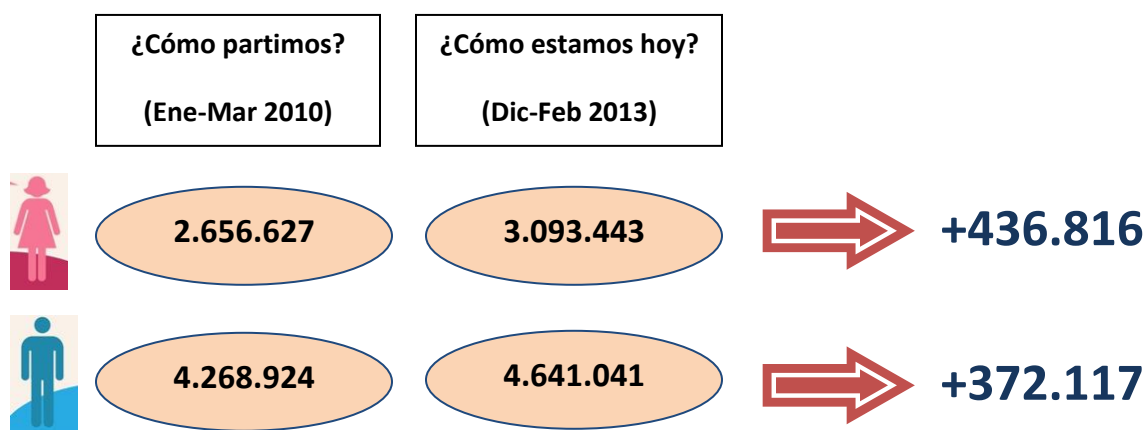 ¿Cómo partimos?
(Ene-Mar 2010)
¿Cómo estamos hoy?
(Dic-Feb 2013)
2.656.627
3.093.443
+436.816
4.268.924
4.641.041
+372.117